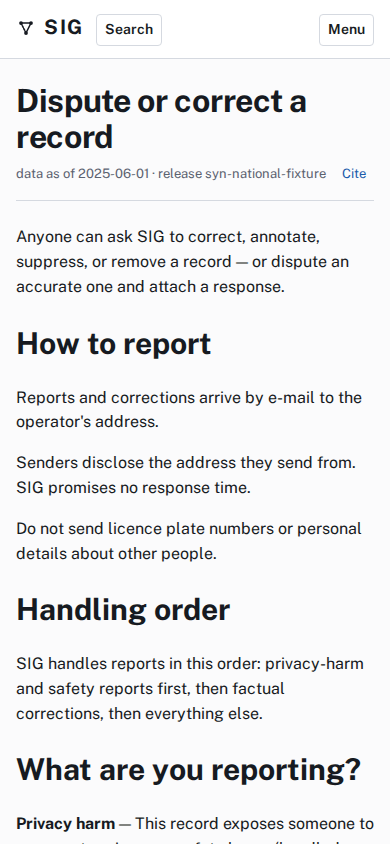 SIG
Search
Menu
Dispute or correct a
record
data as of 2025-06-01 · release syn-national-fixture
Cite
Anyone can ask SIG to correct, annotate,
suppress, or remove a record — or dispute an
accurate one and attach a response.
How to report
Reports and corrections arrive by e-mail to the
operator's address.
Senders disclose the address they send from.
SIG promises no response time.
Do not send licence plate numbers or personal
details about other people.
Handling order
SIG handles reports in this order: privacy-harm
and safety reports first, then factual
corrections, then everything else.
What are you reporting?
Privacy harm — This record exposes someone to